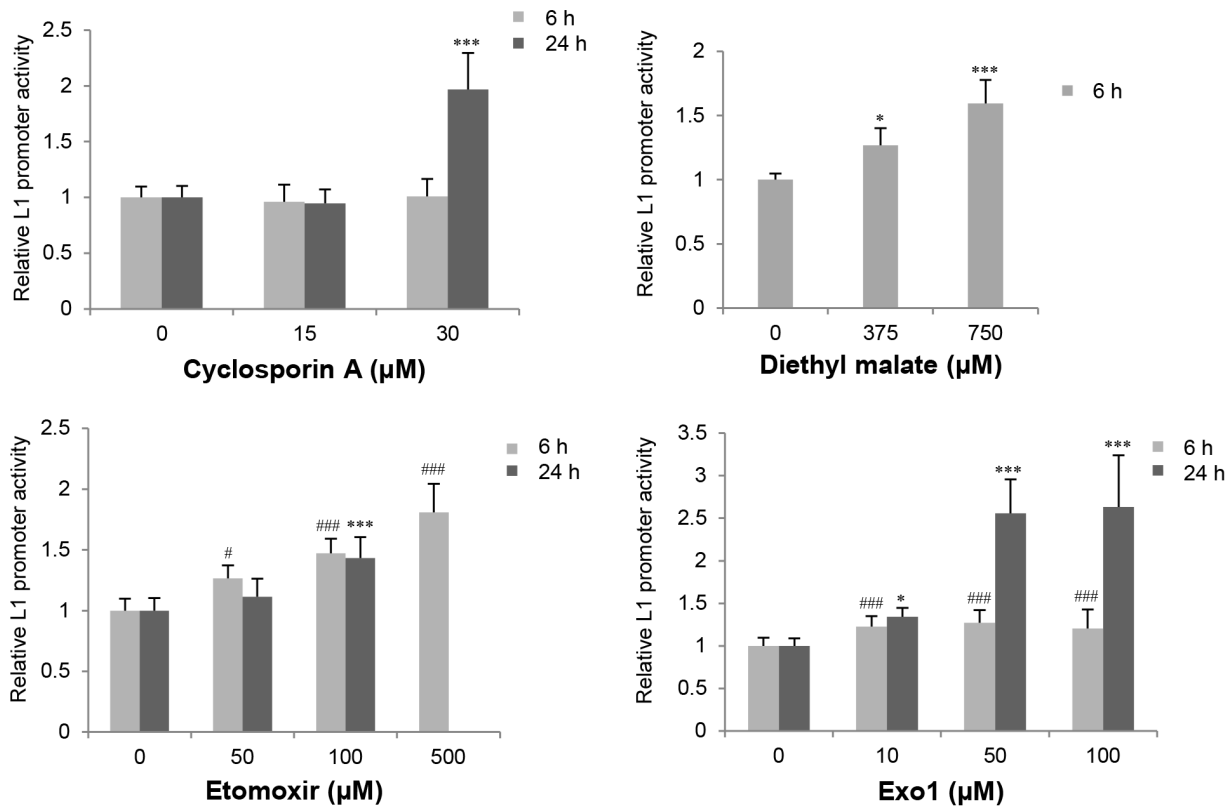 Relative L1 promoter activity
2.5
2
1.5
1
0.5
0
***
6 h
24 h
0 15 30
Cyclosporin A (µM)
Relative L1 promoter activity
2
1.5
1
0.5
0
*
***
6 h
0 375 750
Diethyl malate (µM)
Relative L1 promoter activity
2.5
2
1.5
1
0.5
0
#
### ***
###
6 h
24 h
0 50 100 500
Etomoxir (µM)
Relative L1 promoter activity
3.5
3
2.5
2
1.5
1
0.5
0
### *
### ***
### ***
6 h
24 h
0 10 50 100
Exo1 (µM)